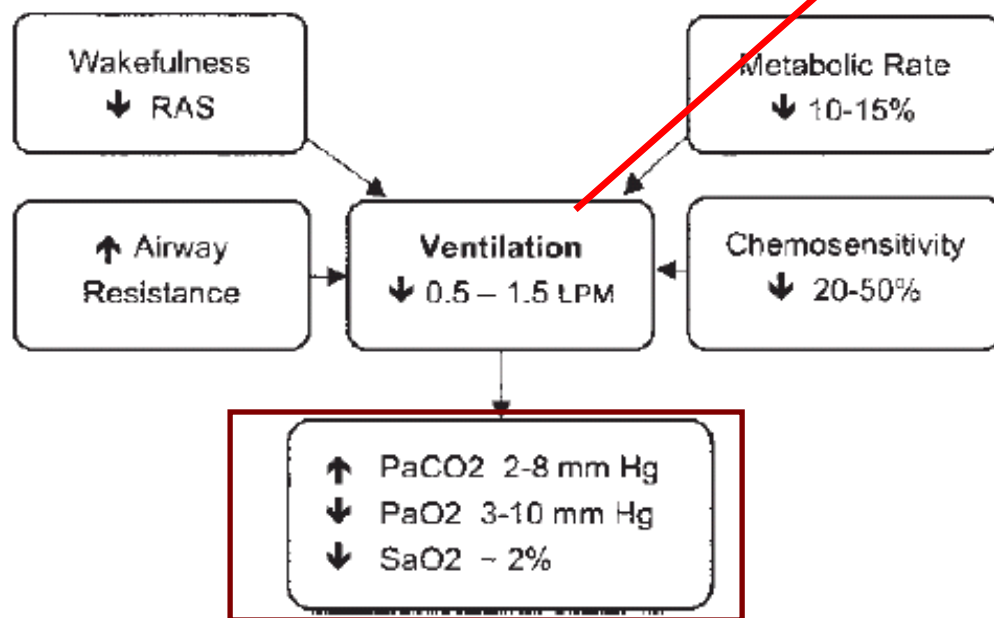 Wakefulness
↓ RAS
Metabolic Rate
↓ 10-15%
↑ Airway
Resistance
Ventilation
↓ 0.5 – 1.5 LPM
Chemosensitivity
↓ 20-50%
↑ PaCO2 2-8 mm Hg
↓ PaO2 3-10 mm Hg
↓ SaO2 ~ 2%